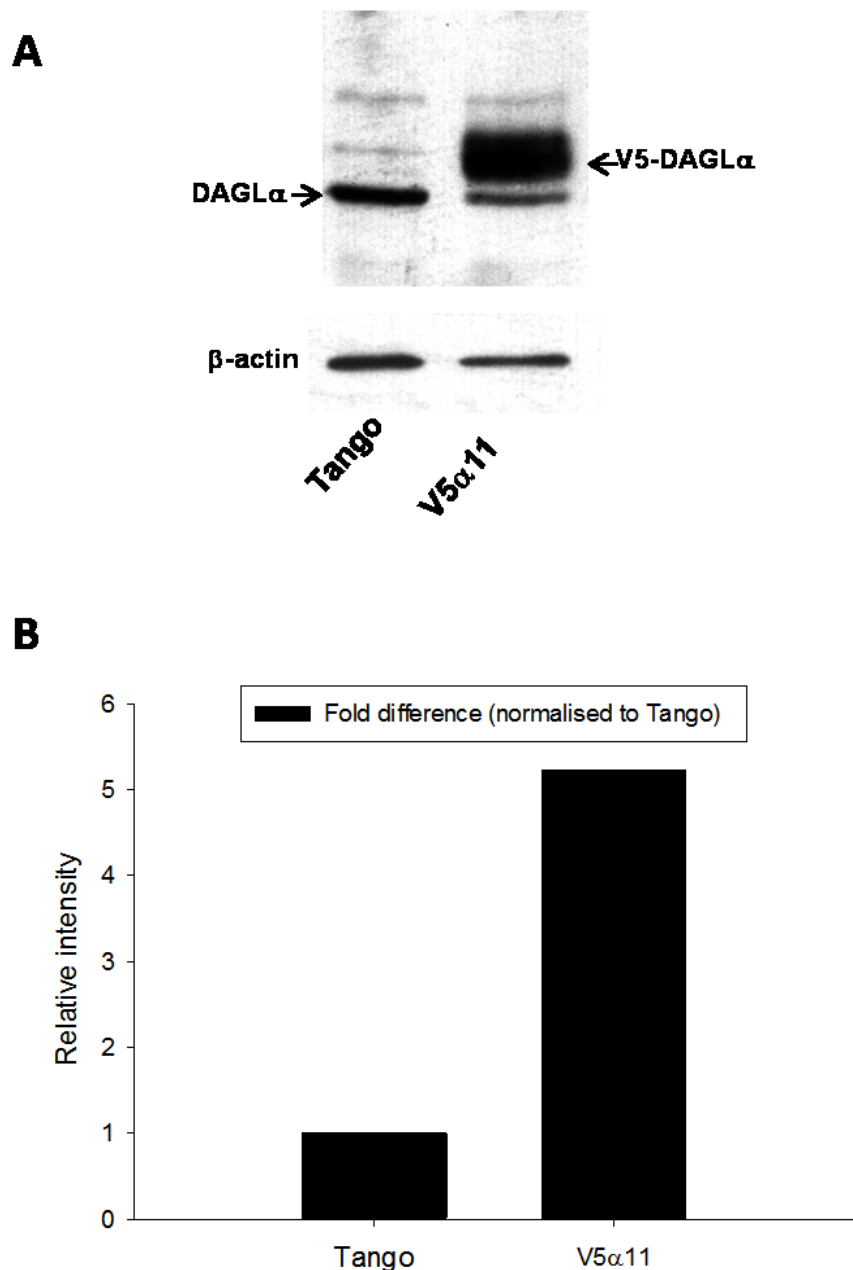 A
V5-DAGLα
DAGLα
β-actin
Tango
V5α11
B
Fold difference (normalised to Tango)
6
5
4
3
2
1
0
Relative intensity
Tango
V5α11